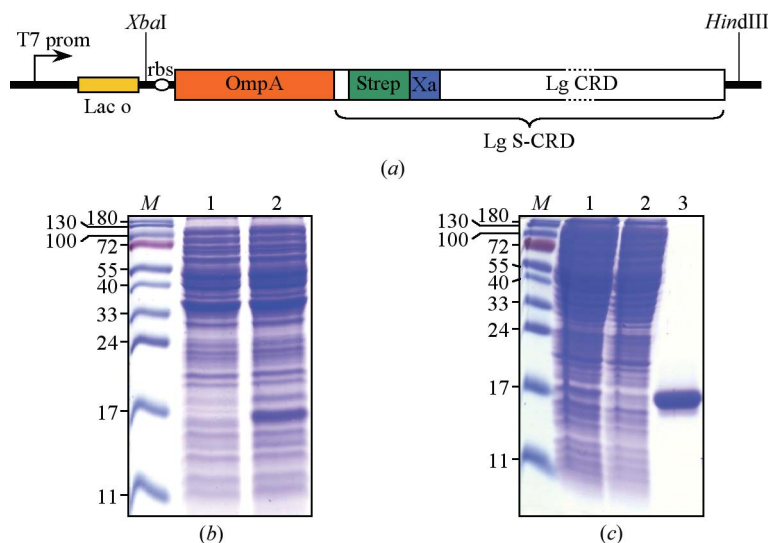 XbaI HindIII
T7 prom rbs
OmpA Strep Xa Lg CRD
Lac o
Lg S-CRD
(a)
M 1 2
180
130
100
72
55
40
33
24
17
11
(b)
M 1 2 3
180
130
100
72
55
40
33
24
17
11
(c)